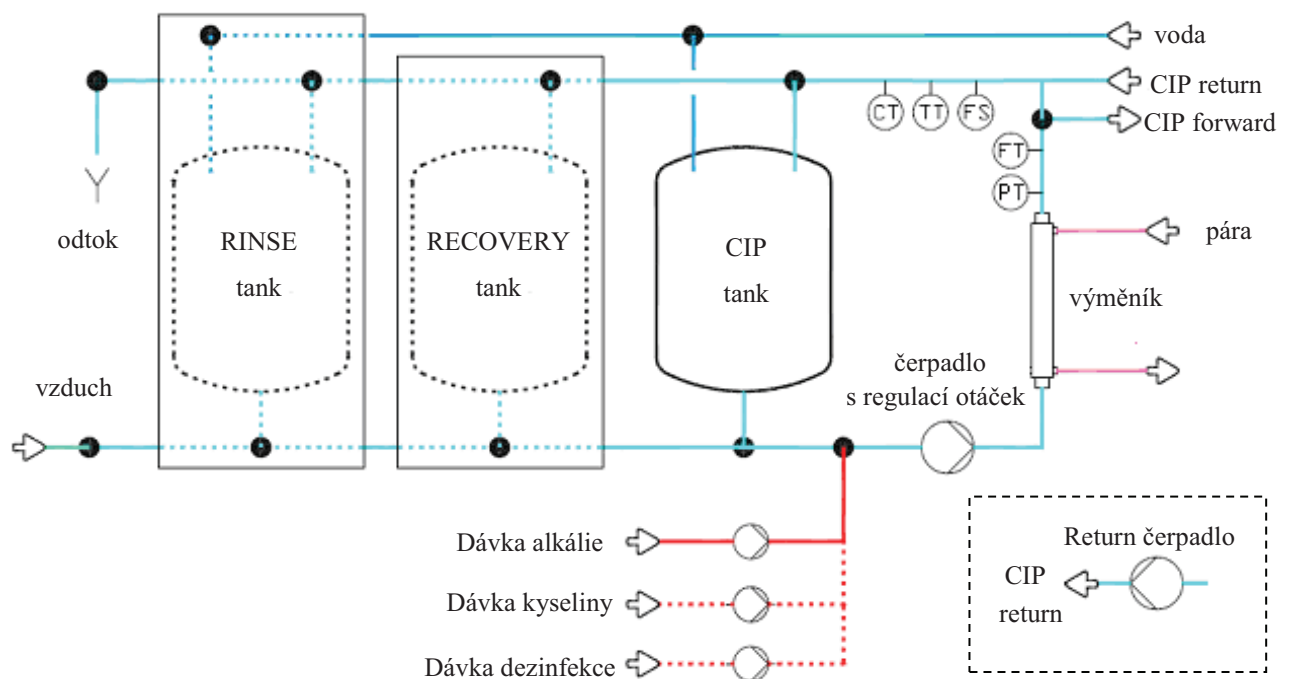 voda
CIP return
CIP forward
CT
TT
FS
FT
PT
odtok
RINSE
tank
RECOVERY
tank
CIP
tank
pára
výměník
vzduch
čerpadlo
s regulací otáček
Dávka alkálie
Dávka kyseliny
Dávka dezinfekce
Return čerpadlo
CIP
return